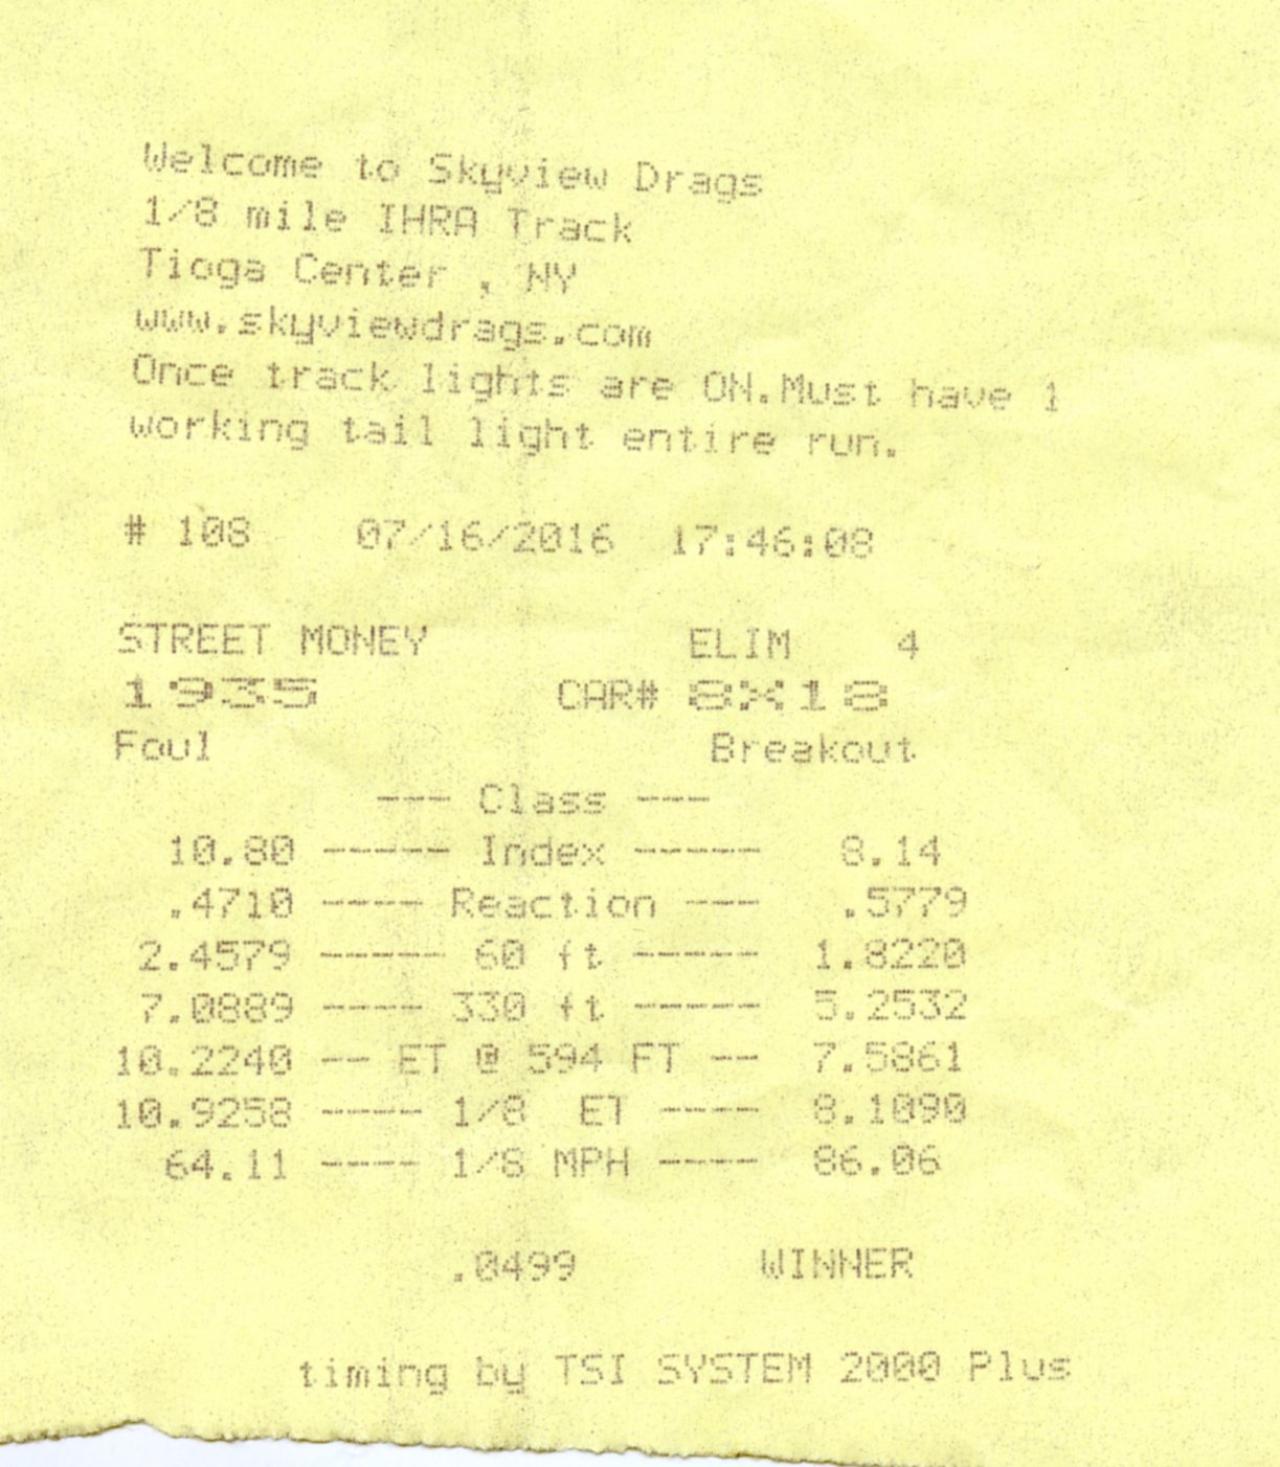 Welcome to Skyview Drags
1/8 mile IHRA Track
Tioga Center , NY
www.skyviewdrags.com
Once track lights are ON.Must have 1
working tail light entire run.
# 108 07/16/2016 17:46:08
STREET MONEY ELIM 4
1935 CAR# 8X18
Foul Breakout
--- Class ---
10.80 ----- Index ----- 8.14
.4710 ---- Reaction --- .5779
2.4579 ----- 60 ft ----- 1.8220
7.0889 ---- 330 ft ----- 5.2532
10.2240 -- ET @ 594 FT -- 7.5861
10.9258 ---- 1/8 ET ---- 8.1090
64.11 ---- 1/8 MPH ---- 86.06
.0499 WINNER
timing by TSI SYSTEM 2000 Plus